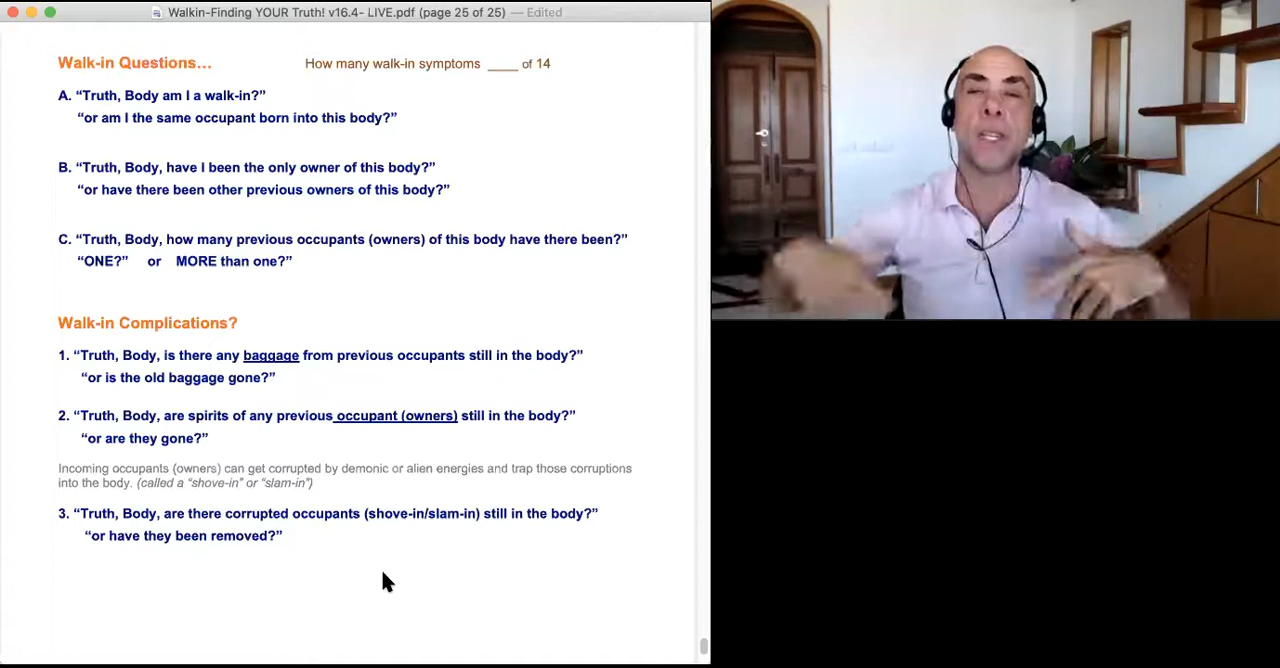 Walkin-Finding YOUR Truth! v16.4- LIVE.pdf (page 25 of 25) — Edited
Walk-in Questions… How many walk-in symptoms ____ of 14
A. “Truth, Body am I a walk-in?”
“or am I the same occupant born into this body?”
B. “Truth, Body, have I been the only owner of this body?”
“or have there been other previous owners of this body?”
C. “Truth, Body, how many previous occupants (owners) of this body have there been?”
“ONE?” or MORE than one?”
Walk-in Complications?
1. “Truth, Body, is there any baggage from previous occupants still in the body?”
“or is the old baggage gone?”
2. “Truth, Body, are spirits of any previous occupant (owners) still in the body?”
“or are they gone?”
Incoming occupants (owners) can get corrupted by demonic or alien energies and trap those corruptions
into the body. (called a “shove-in” or “slam-in”)
3. “Truth, Body, are there corrupted occupants (shove-in/slam-in) still in the body?”
“or have they been removed?”